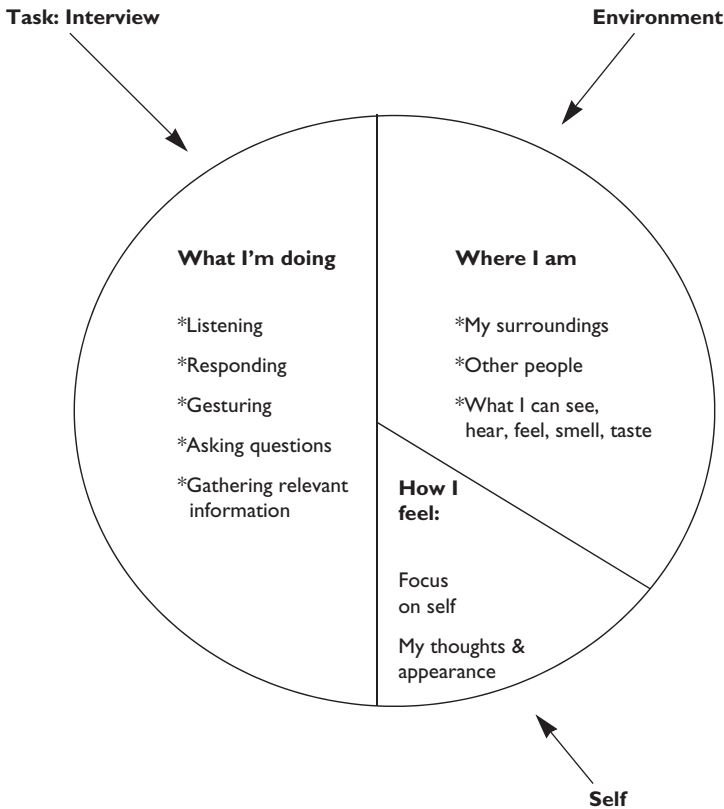 Task: Interview
Environment
What I'm doing
*Listening
*Responding
*Gesturing
*Asking questions
*Gathering relevant
information
Where I am
*My surroundings
*Other people
*What I can see,
hear, feel, smell, taste
How I
feel:
Focus
on self
My thoughts &
appearance
Self